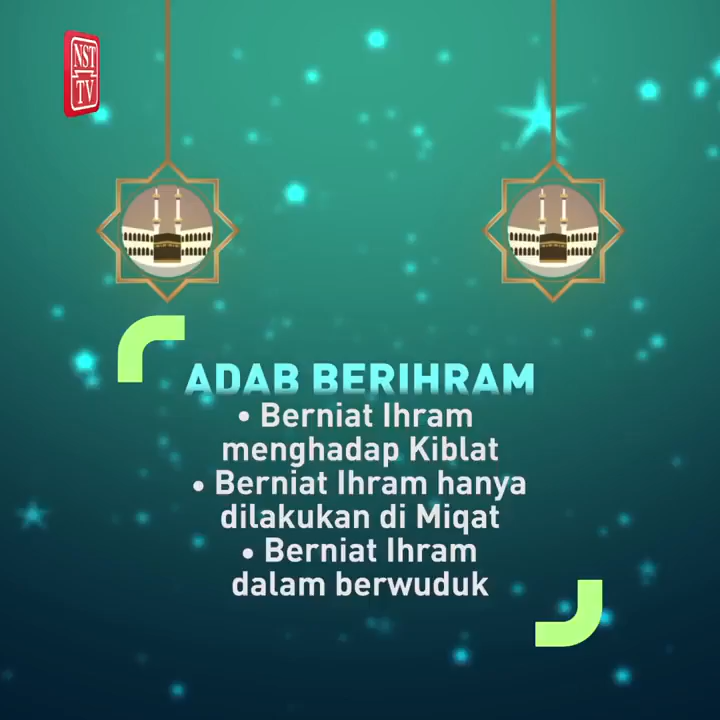 NST
TV
ADAB BERIHRAM
• Berniat Ihram
menghadap Kiblat
• Berniat Ihram hanya
dilakukan di Miqat
• Berniat Ihram
dalam berwuduk